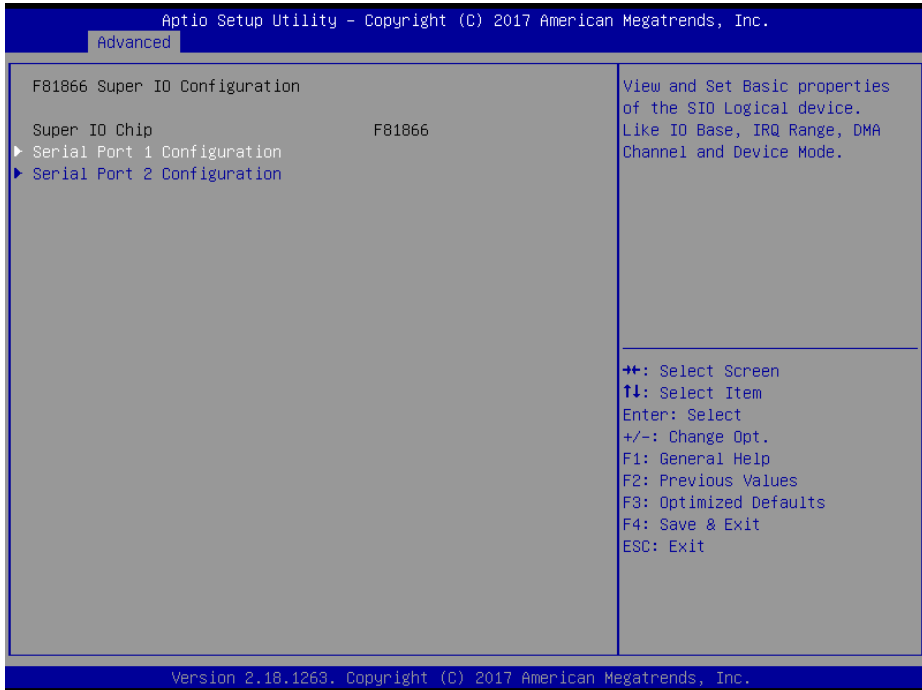 Aptio Setup Utility – Copyright (C) 2017 American Megatrends, Inc.
Advanced
F81866 Super IO Configuration
Super IO Chip F81866
▶ Serial Port 1 Configuration
▶ Serial Port 2 Configuration
View and Set Basic properties
of the SIO Logical device.
Like IO Base, IRQ Range, DMA
Channel and Device Mode.
→←: Select Screen
↑↓: Select Item
Enter: Select
+/-: Change Opt.
F1: General Help
F2: Previous Values
F3: Optimized Defaults
F4: Save & Exit
ESC: Exit
Version 2.18.1263. Copyright (C) 2017 American Megatrends, Inc.